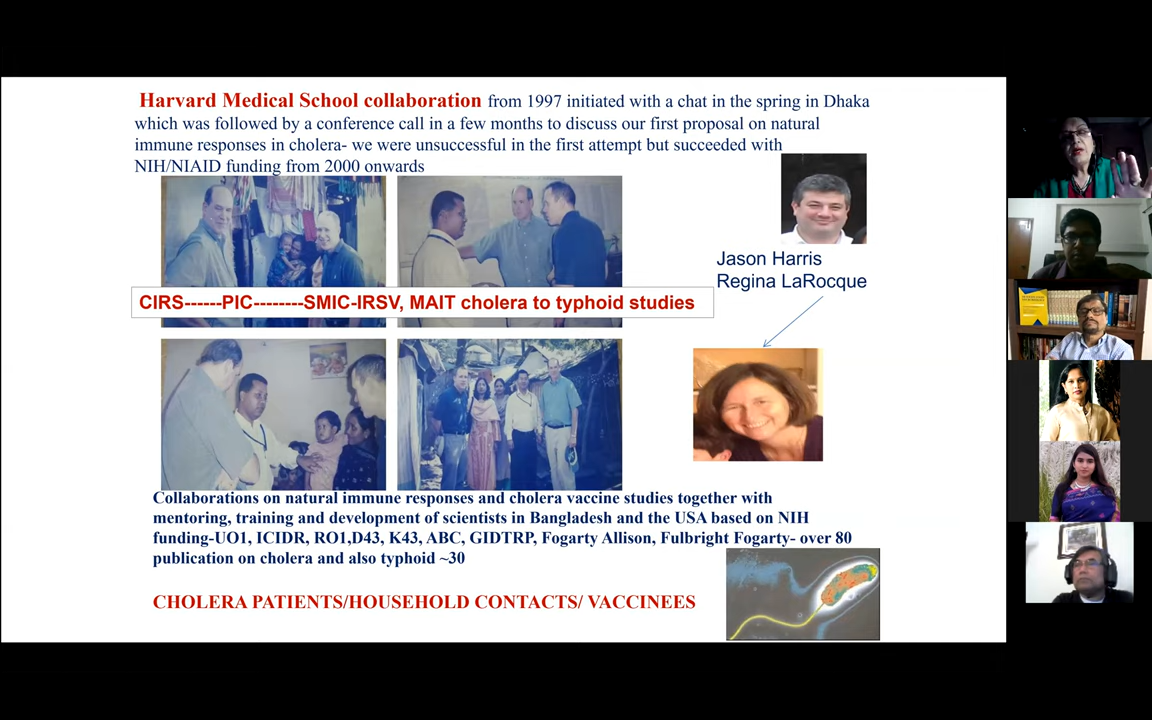 Harvard Medical School collaboration from 1997 initiated with a chat in the spring in Dhaka
which was followed by a conference call in a few months to discuss our first proposal on natural
immune responses in cholera- we were unsuccessful in the first attempt but succeeded with
NIH/NIAID funding from 2000 onwards
Jason Harris
Regina LaRocque
CIRS------PIC--------SMIC-IRSV, MAIT cholera to typhoid studies
Collaborations on natural immune responses and cholera vaccine studies together with
mentoring, training and development of scientists in Bangladesh and the USA based on NIH
funding-UO1, ICIDR, RO1,D43, K43, ABC, GIDTRP, Fogarty Allison, Fulbright Fogarty- over 80
publication on cholera and also typhoid ~30
CHOLERA PATIENTS/HOUSEHOLD CONTACTS/ VACCINEES